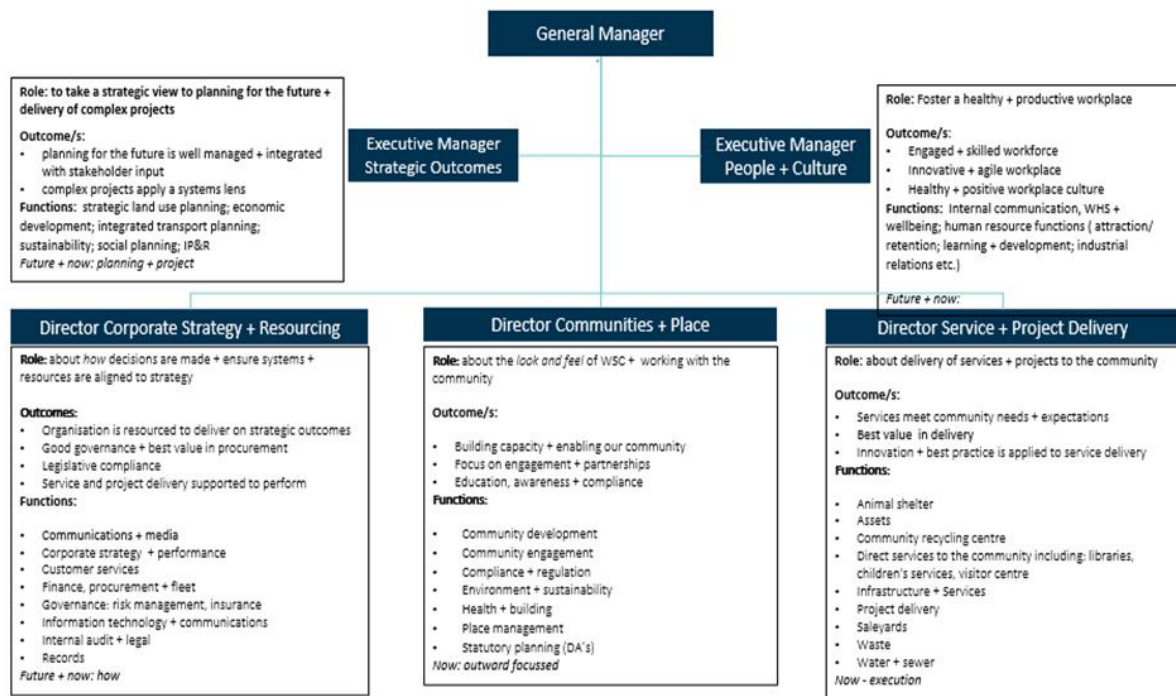 General Manager
Role: to take a strategic view to planning for the future +
delivery of complex projects
Outcome/s:
• planning for the future is well managed + integrated
with stakeholder input
• complex projects apply a systems lens
Functions: strategic land use planning; economic
development; integrated transport planning;
sustainability; social planning; IP&R
Future + now: planning + project
Executive Manager
Strategic Outcomes
Executive Manager
People + Culture
Role: Foster a healthy + productive workplace
Outcome/s:
• Engaged + skilled workforce
• Innovative + agile workplace
• Healthy + positive workplace culture
Functions: Internal communication, WHS +
wellbeing; human resource functions ( attraction/
retention; learning + development; industrial
relations etc.)
Future + now:
Director Corporate Strategy + Resourcing
Role: about how decisions are made + ensure systems +
resources are aligned to strategy
Outcomes:
• Organisation is resourced to deliver on strategic outcomes
• Good governance + best value in procurement
• Legislative compliance
• Service and project delivery supported to perform
Functions:
• Communications + media
• Corporate strategy + performance
• Customer services
• Finance, procurement + fleet
• Governance: risk management, insurance
• Information technology + communications
• Internal audit + legal
• Records
Future + now: how
Director Communities + Place
Role: about the look and feel of WSC + working with the
community
Outcome/s:
• Building capacity + enabling our community
• Focus on engagement + partnerships
• Education, awareness + compliance
Functions:
• Community development
• Community engagement
• Compliance + regulation
• Environment + sustainability
• Health + building
• Place management
• Statutory planning (DA's)
Now: outward focussed
Director Service + Project Delivery
Role: about delivery of services + projects to the community
Outcome/s:
• Services meet community needs + expectations
• Best value in delivery
• Innovation + best practice is applied to service delivery
Functions:
• Animal shelter
• Assets
• Community recycling centre
• Direct services to the community including: libraries,
children's services, visitor centre
• Infrastructure + Services
• Project delivery
• Saleyards
• Waste
• Water + sewer
Now - execution